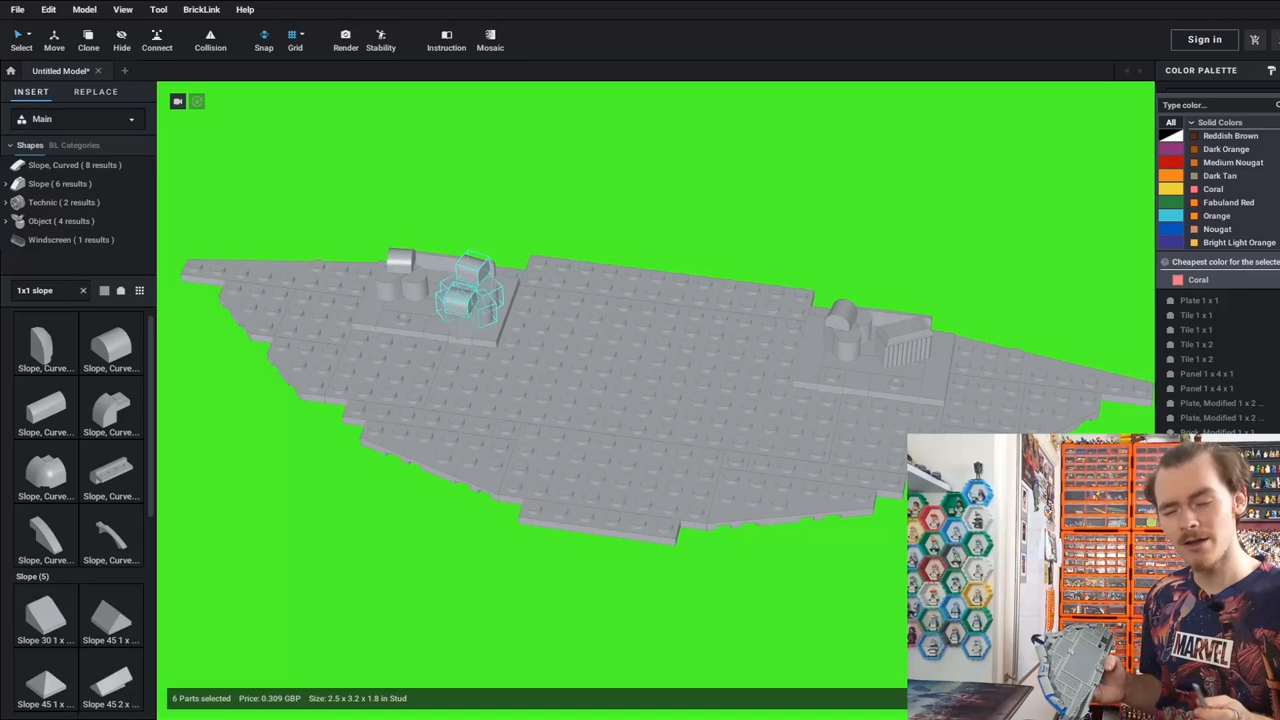 File Edit Model View Tool BrickLink Help
Select Move Clone Hide Connect Collision Snap Grid Render Stability Instruction Mosaic Sign in
Untitled Model*
COLOR PALETTE
INSERT REPLACE
Main
Shapes BL Categories
Slope, Curved ( 8 results )
Slope ( 6 results )
Technic ( 2 results )
Object ( 4 results )
Windscreen ( 1 results )
1x1 slope
Slope, Curve... Slope, Curve...
Slope, Curve... Slope, Curve...
Slope, Curve... Slope, Curve...
Slope, Curve... Slope, Curve...
Slope (5)
Slope 30 1 x ... Slope 45 1 x ...
Slope 45 1 x ... Slope 45 2 x ...
6 Parts selected Price: 0.309 GBP Size: 2.5 x 3.2 x 1.8 in Stud
Type color...
All Solid Colors
Reddish Brown
Dark Orange
Medium Nougat
Dark Tan
Coral
Fabuland Red
Orange
Nougat
Bright Light Orange
Cheapest color for the selecte
Coral
Plate 1 x 1
Tile 1 x 1
Tile 1 x 1
Tile 1 x 2
Tile 1 x 2
Panel 1 x 4 x 1
Panel 1 x 4 x 1
Plate, Modified 1 x 2 ...
Plate, Modified 1 x 2 ...
Brick, Modified 1 x 1
MARVEL